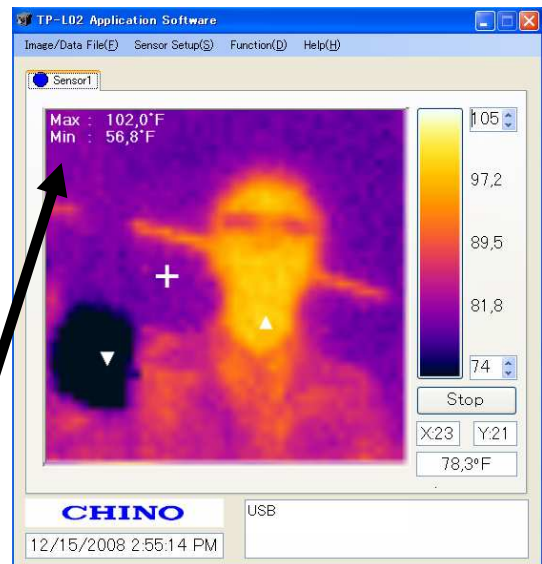 TP-L02 Application Software
Image/Data File(F) Sensor Setup(S) Function(D) Help(H)
Sensor1
Max : 102,0°F
Min : 56,8°F
105
97,2
89,5
81,8
74
Stop
X:23 Y:21
78,3°F
CHINO
USB
12/15/2008 2:55:14 PM